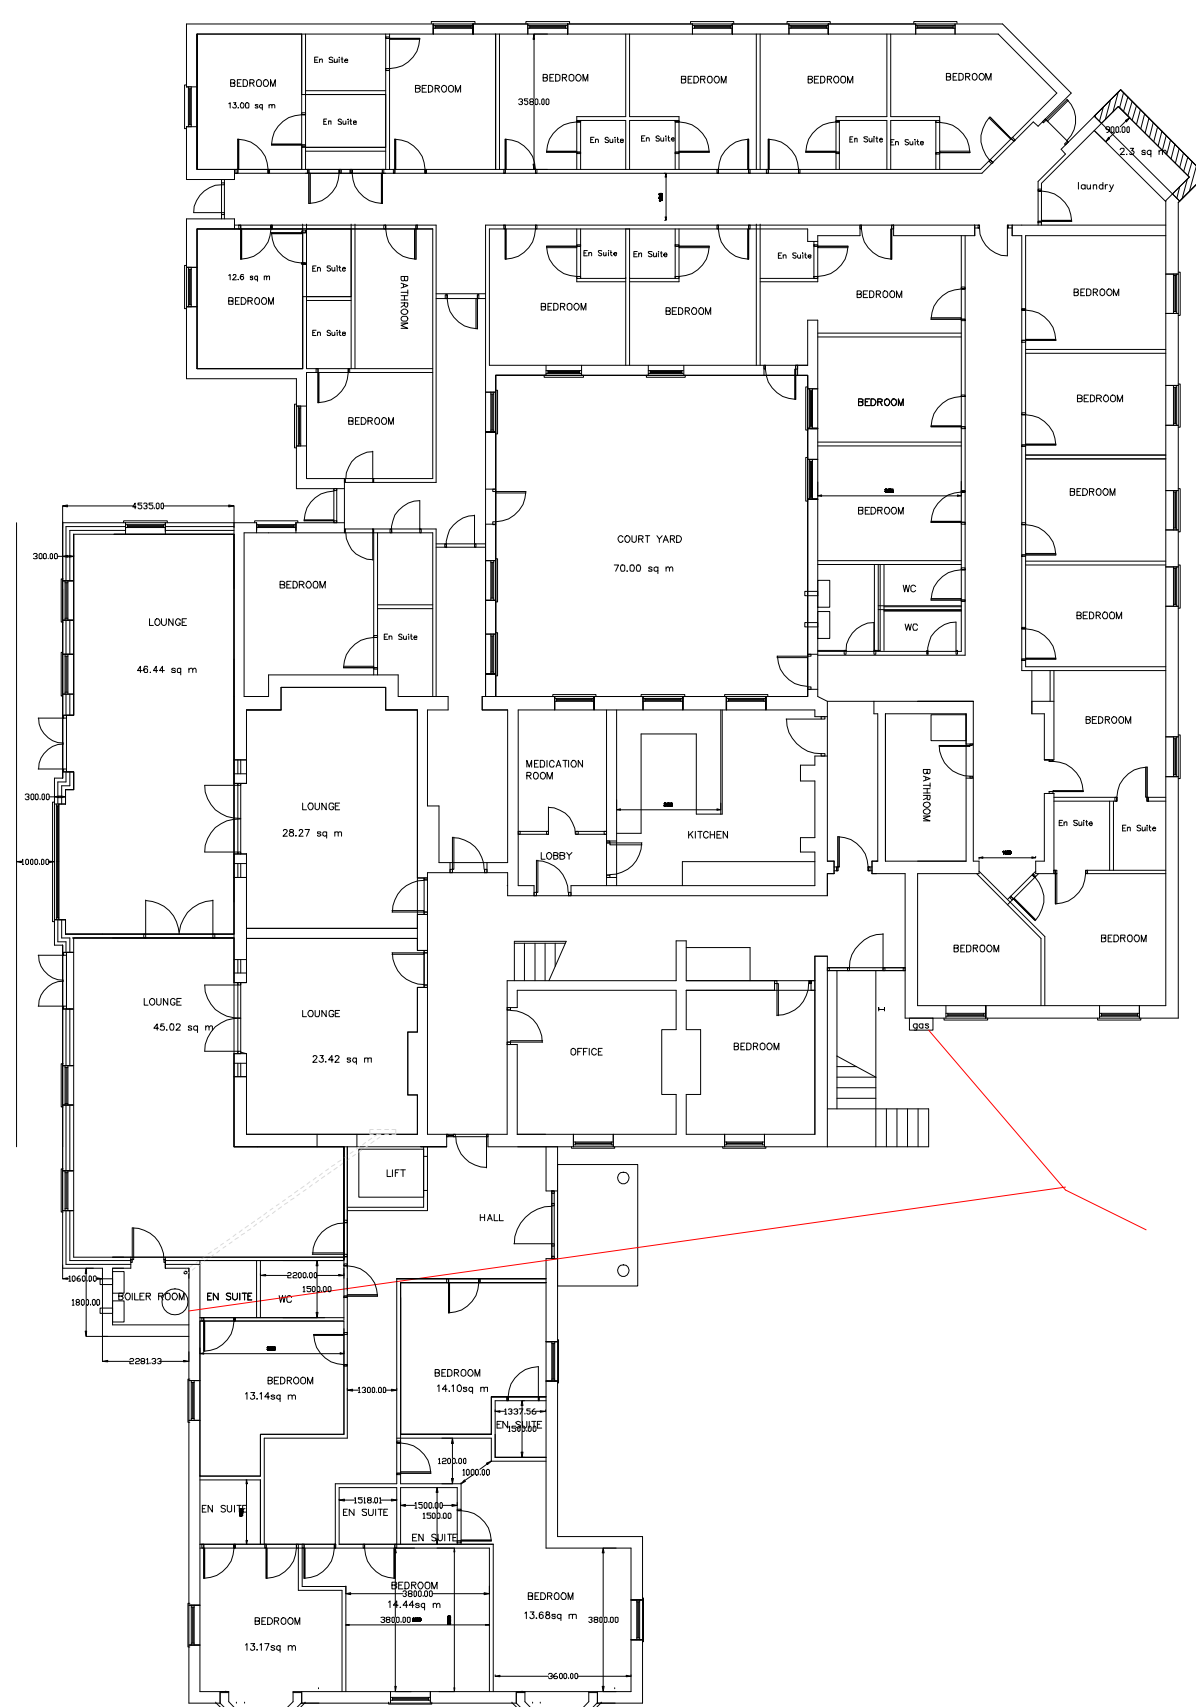 BEDROOM
13.00 sq m
En Suite
En Suite
BEDROOM
BEDROOM
3580.00
BEDROOM
BEDROOM
BEDROOM
En Suite
En Suite
En Suite
En Suite
900.00
2.3 sq m
laundry
12.6 sq m
BEDROOM
En Suite
En Suite
BATHROOM
En Suite
En Suite
En Suite
BEDROOM
BEDROOM
BEDROOM
BEDROOM
BEDROOM
BEDROOM
BEDROOM
BEDROOM
BEDROOM
BEDROOM
4535.00
300.00
COURT YARD
70.00 sq m
BEDROOM
WC
WC
BEDROOM
LOUNGE
46.44 sq m
En Suite
BEDROOM
MEDICATION
ROOM
BATHROOM
300.00
LOUNGE
28.27 sq m
KITCHEN
En Suite
En Suite
LOBBY
4000.00
BEDROOM
BEDROOM
LOUNGE
45.02 sq m
LOUNGE
23.42 sq m
OFFICE
BEDROOM
gas
LIFT
HALL
1060.00
1800.00
BOILER ROOM
EN SUITE
2200.00
1500.00
WC
2281.33
BEDROOM
13.14sq m
1300.00
BEDROOM
14.10sq m
1337.56
EN SUITE
1500.00
1200.00
1000.00
EN SUITE
1518.01
EN SUITE
1500.00
1500.00
EN SUITE
BEDROOM
3800.00
14.44sq m
3800.00
BEDROOM
13.68sq m
3800.00
BEDROOM
13.17sq m
3600.00